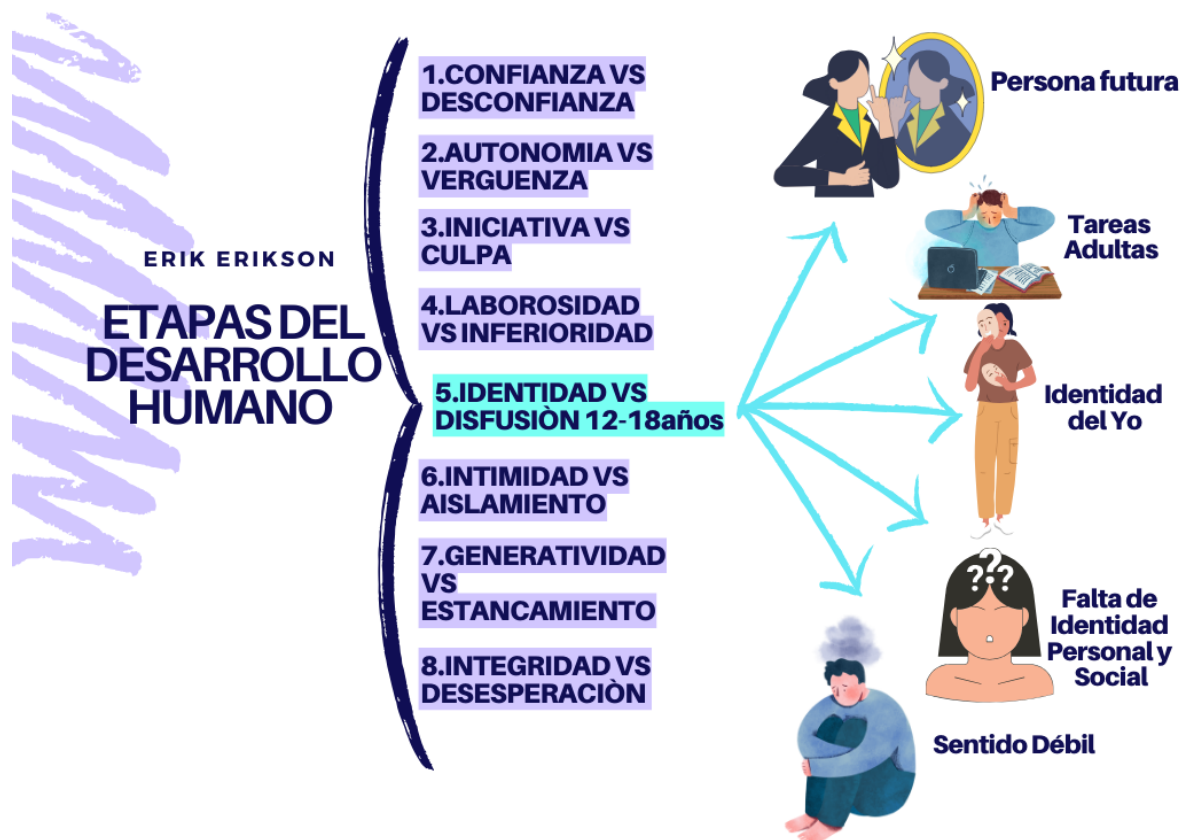 ERIK ERIKSON
ETAPAS DEL
DESARROLLO
HUMANO
1.CONFIANZA VS
DESCONFIANZA
2.AUTONOMIA VS
VERGUENZA
3.INICIATIVA VS
CULPA
4.LABOROSIDAD
VS INFERIORIDAD
5.IDENTIDAD VS
DISFUSIÒN 12-18años
6.INTIMIDAD VS
AISLAMIENTO
7.GENERATIVIDAD
VS
ESTANCAMIENTO
8.INTEGRIDAD VS
DESESPERACIÒN
Persona futura
Tareas
Adultas
Identidad
del Yo
???
Falta de
Identidad
Personal y
Social
Sentido Débil